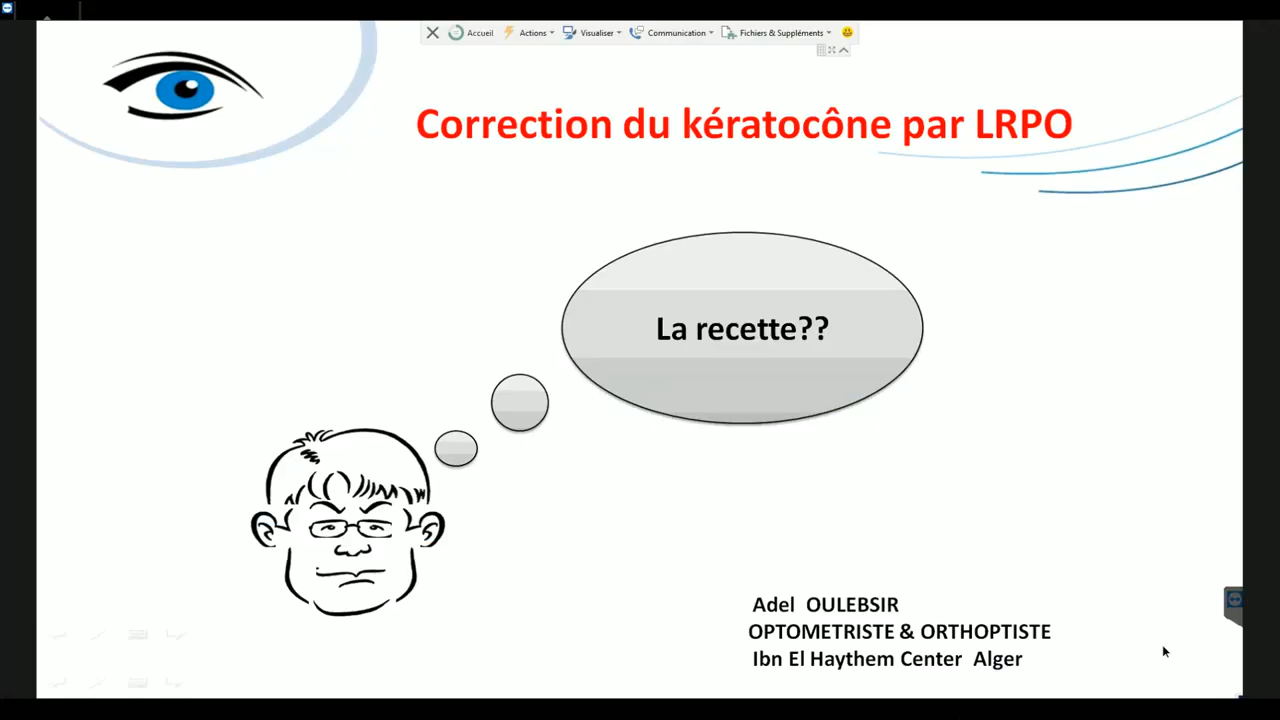 Accueil Actions Visualiser Communication Fichiers & Suppléments
Correction du kératocône par LRPO
La recette??
Adel OULEBSIR
OPTOMETRISTE & ORTHOPTISTE
Ibn El Haythem Center Alger